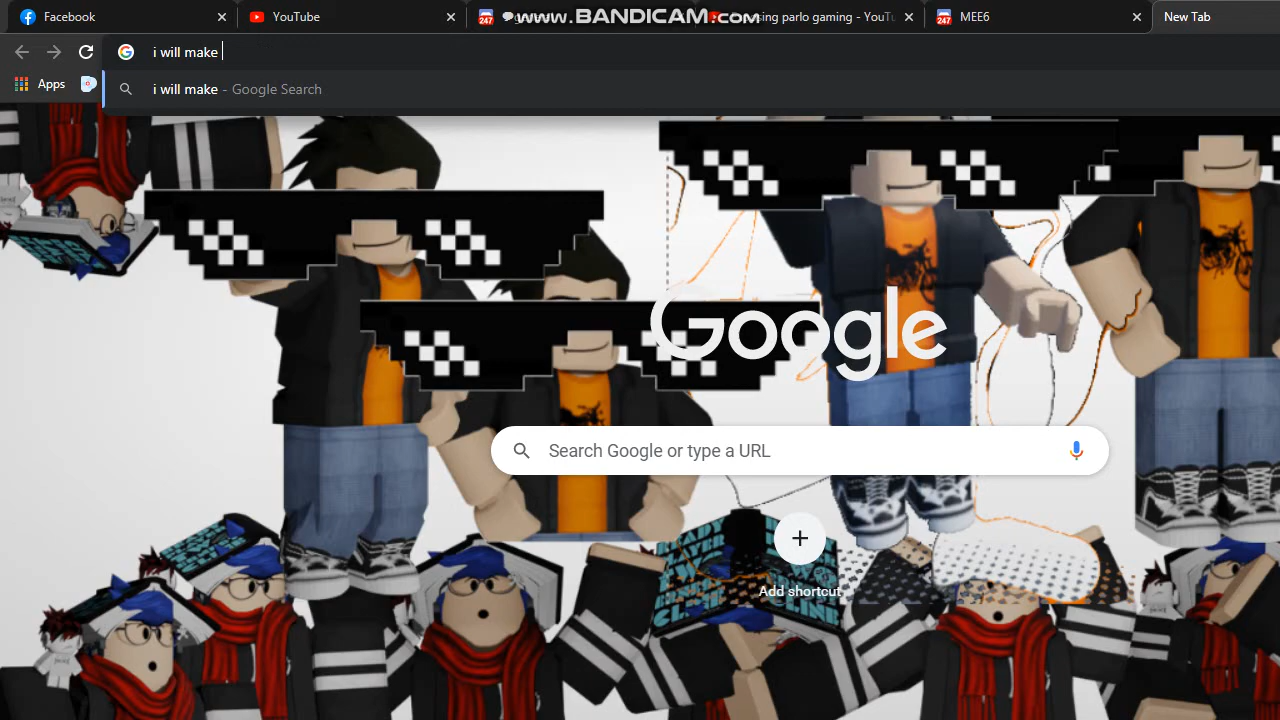 Facebook
YouTube
www.BANDICAM.com
sing parlo gaming - YouTu
MEE6
New Tab
i will make
Apps
i will make - Google Search
Google
Search Google or type a URL
Add shortcut